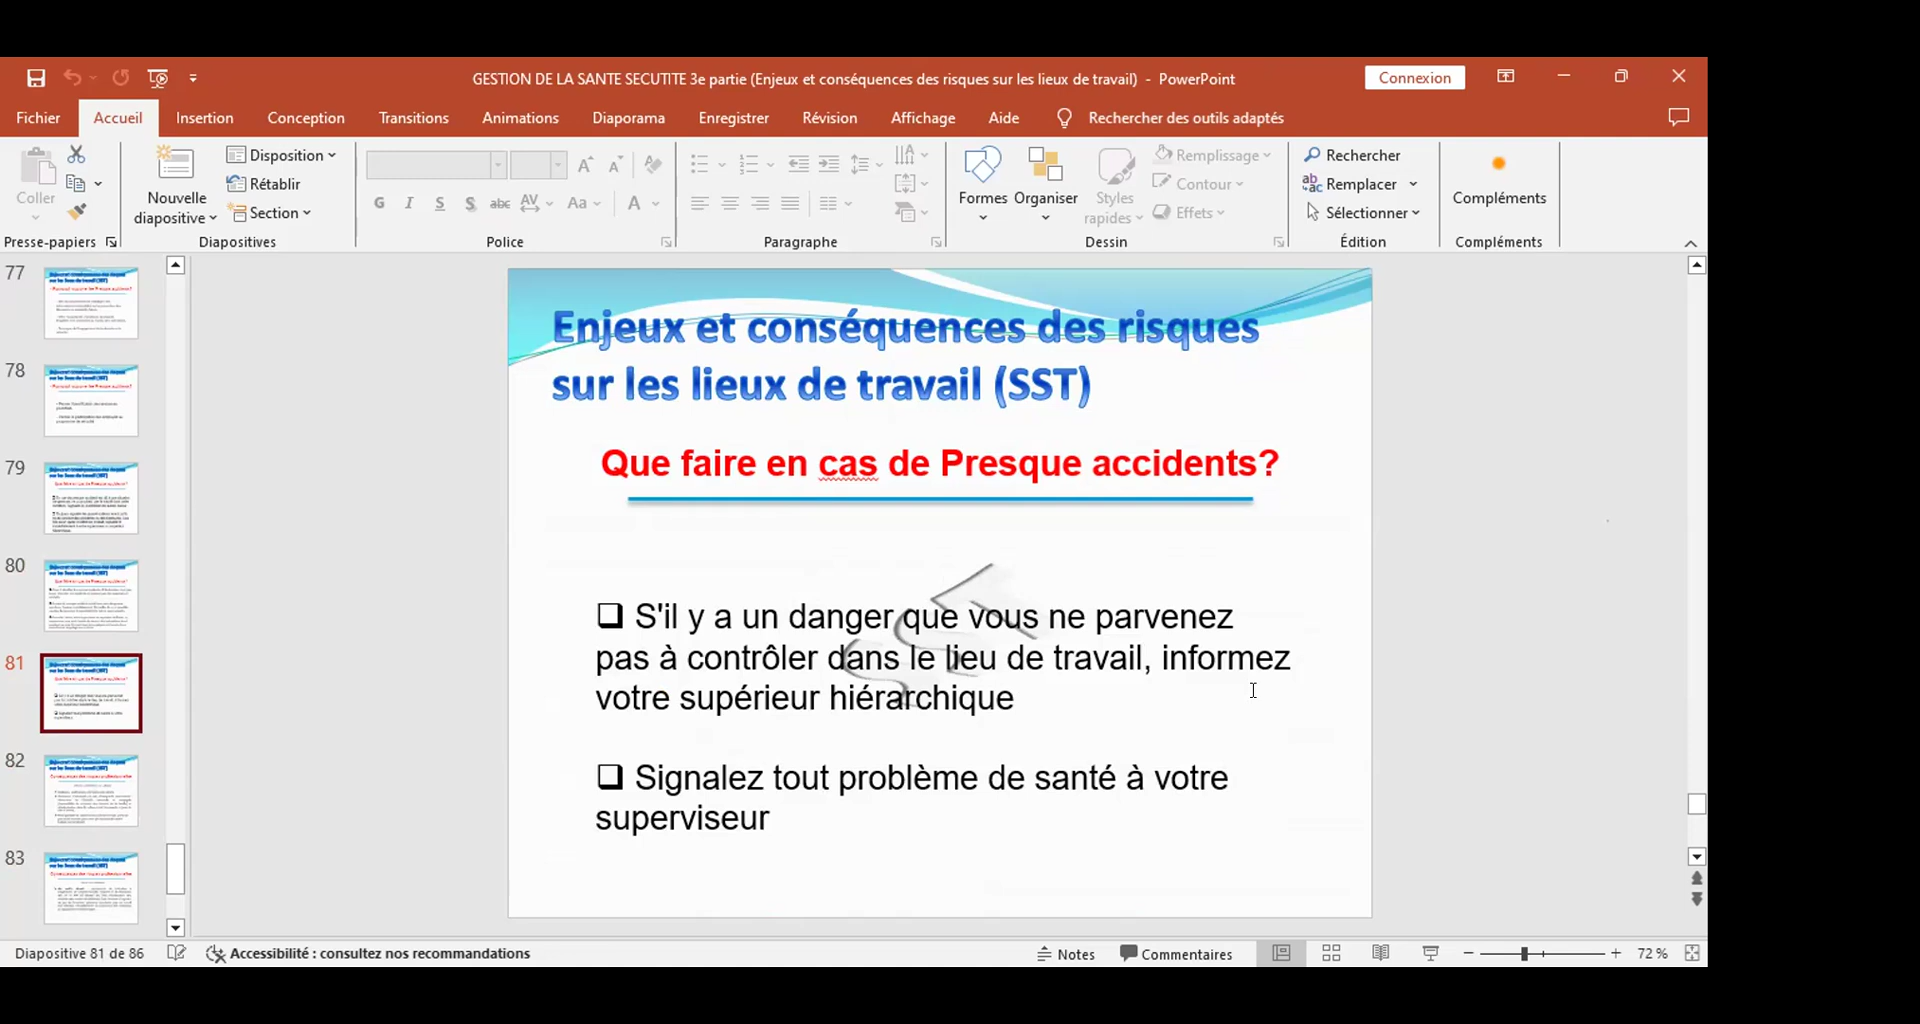 GESTION DE LA SANTE SECUTITE 3e partie (Enjeux et conséquences des risques sur les lieux de travail) - PowerPoint
Connexion
Fichier Accueil Insertion Conception Transitions Animations Diaporama Enregistrer Révision Affichage Aide Rechercher des outils adaptés
Coller
Nouvelle diapositive
Disposition
Rétablir
Section
G I S S abc AV Aa A
Formes
Organiser
Styles rapides
Remplissage
Contour
Effets
Rechercher
Remplacer
Sélectionner
Compléments
Presse-papiers Diapositives Police Paragraphe Dessin Édition Compléments
77
78
79
80
81
82
83
Enjeux et conséquences des risques
sur les lieux de travail (SST)
Que faire en cas de Presque accidents?
SST
❑ S'il y a un danger que vous ne parvenez
pas à contrôler dans le lieu de travail, informez
votre supérieur hiérarchique
❑ Signalez tout problème de santé à votre
superviseur
Diapositive 81 de 86 Accessibilité : consultez nos recommandations Notes Commentaires 72 %